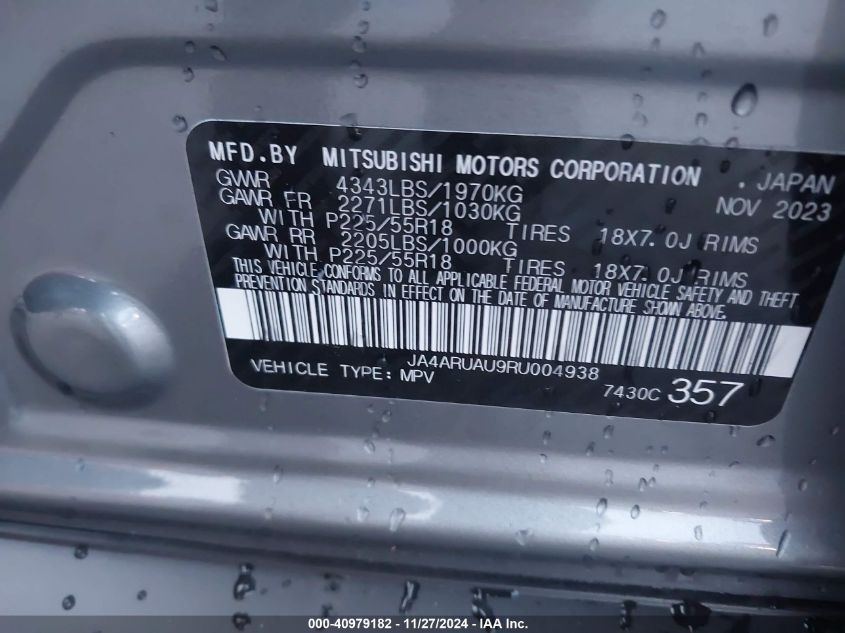 MFD.BY MITSUBISHI MOTORS CORPORATION . JAPAN
GVWR 4343LBS/1970KG NOV 2023
GAWR FR 2271LBS/1030KG
WITH P225/55R18 TIRES 18X7.0J RIMS
GAWR RR 2205LBS/1000KG
WITH P225/55R18 TIRES 18X7.0J RIMS
THIS VEHICLE CONFORMS TO ALL APPLICABLE FEDERAL MOTOR VEHICLE SAFETY AND THEFT
PREVENTION STANDARDS IN EFFECT ON THE DATE OF MANUFACTURE SHOWN ABOVE.
JA4ARUAU9RU004938
VEHICLE TYPE: MPV 7430C 357
000-40979182 - 11/27/2024 - IAA Inc.